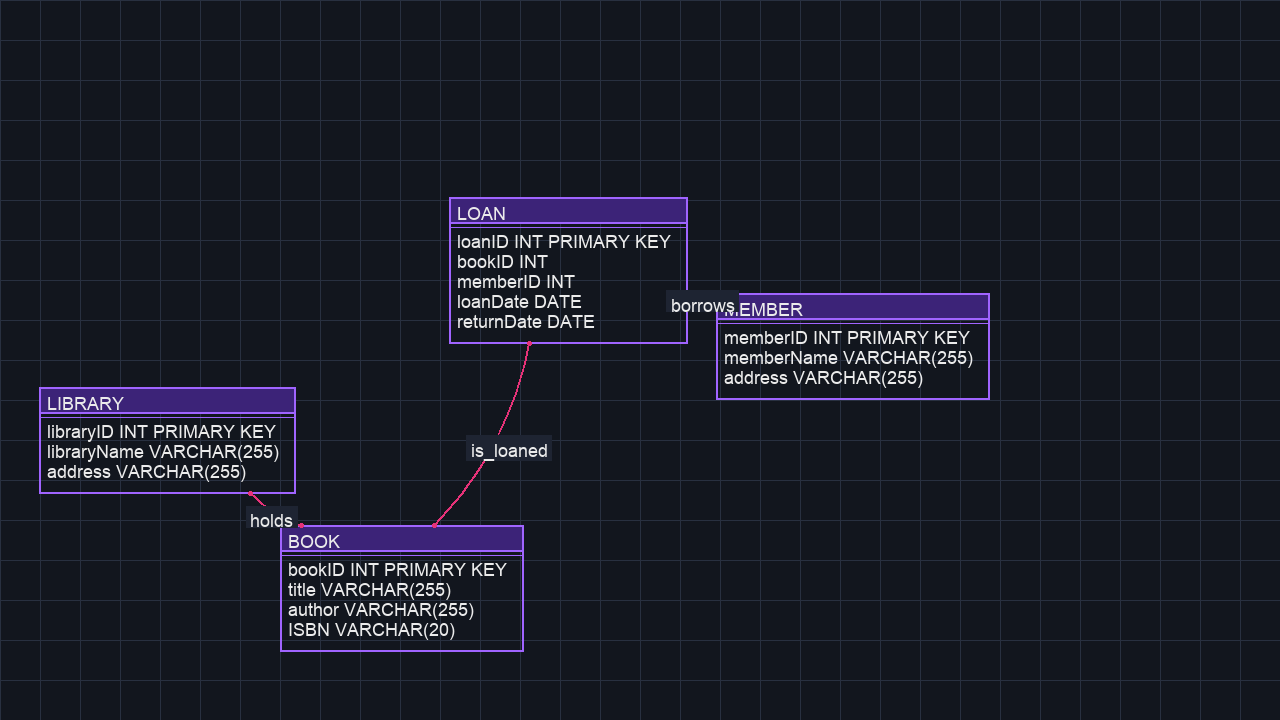 LOAN
loanID INT PRIMARY KEY
bookID INT
memberID INT
loanDate DATE
returnDate DATE
borrows
MEMBER
memberID INT PRIMARY KEY
memberName VARCHAR(255)
address VARCHAR(255)
LIBRARY
libraryID INT PRIMARY KEY
libraryName VARCHAR(255)
address VARCHAR(255)
is_loaned
holds
BOOK
bookID INT PRIMARY KEY
title VARCHAR(255)
author VARCHAR(255)
ISBN VARCHAR(20)